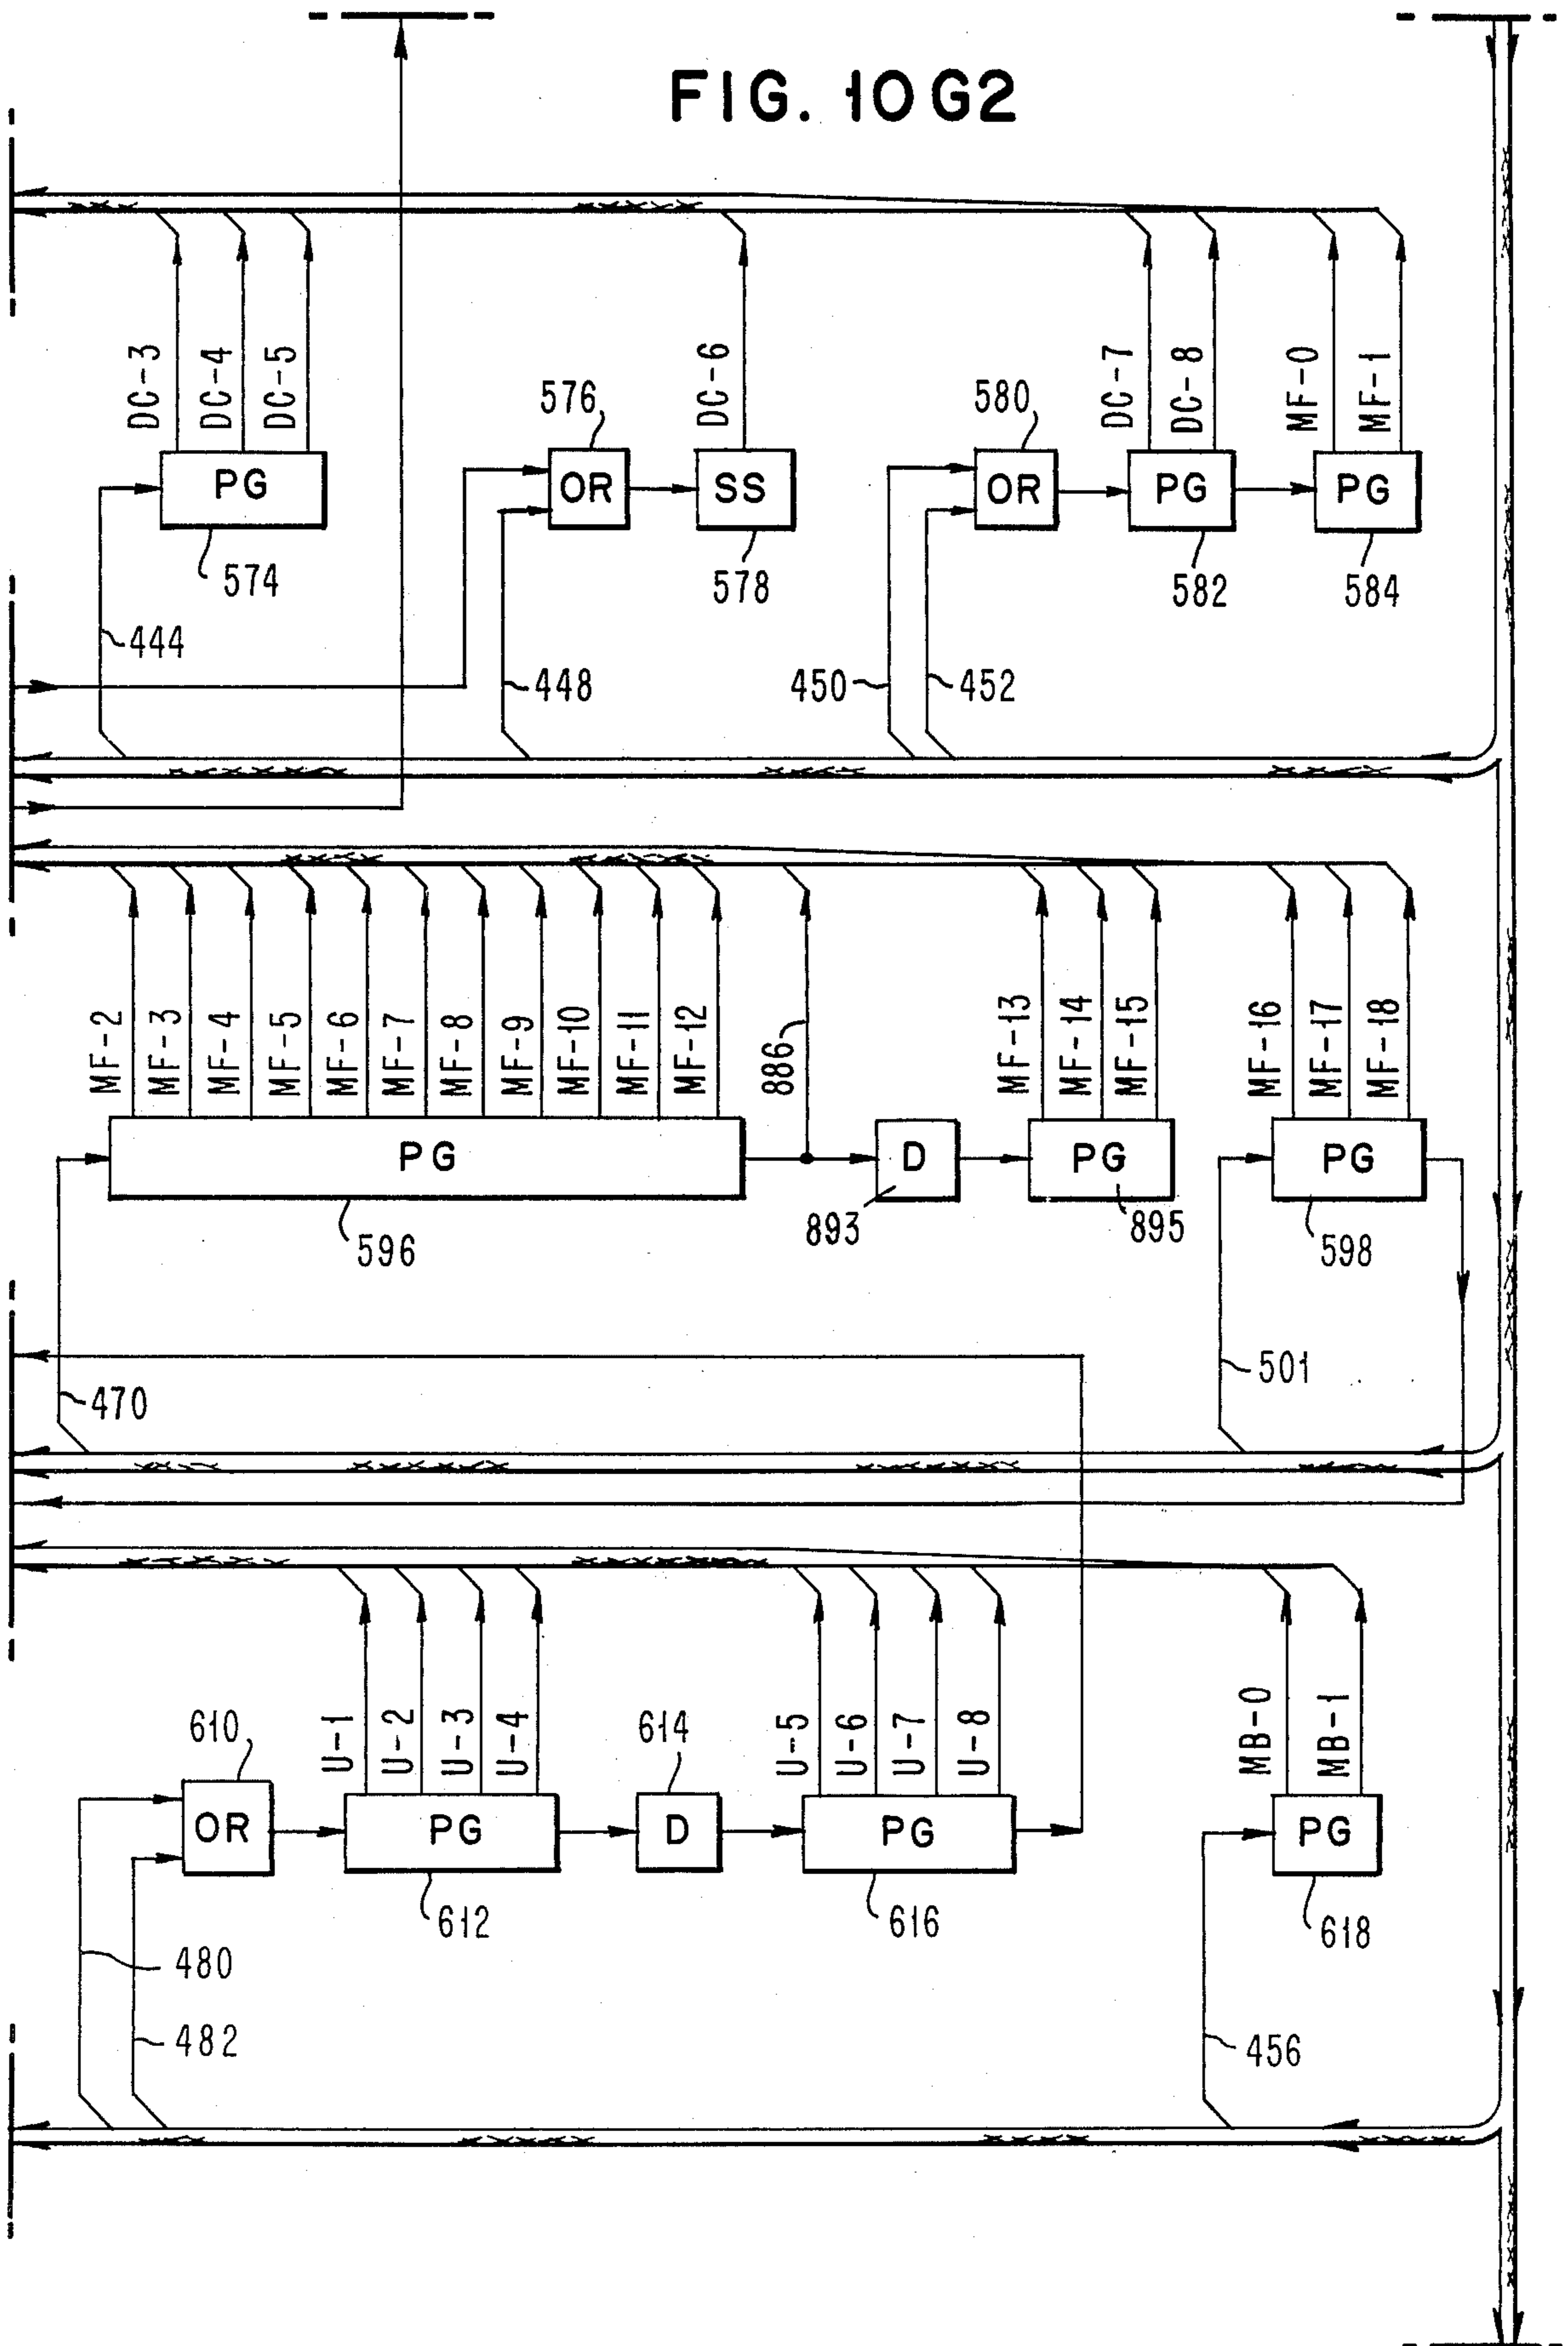 FIG. 10G2
DC-3
DC-4
DC-5
DC-6
DC-7
DC-8
MF-0
MF-1
576
580
PG
OR
SS
OR
PG
PG
574
578
582
584
444
448
450
452
MF-2
MF-3
MF-4
MF-5
MF-6
MF-7
MF-8
MF-9
MF-10
MF-11
MF-12
886
MF-13
MF-14
MF-15
MF-16
MF-17
MF-18
PG
D
PG
PG
596
893
895
598
470
501
610
U-1
U-2
U-3
U-4
614
U-5
U-6
U-7
U-8
MB-0
MB-1
OR
PG
D
PG
PG
612
616
618
480
482
456